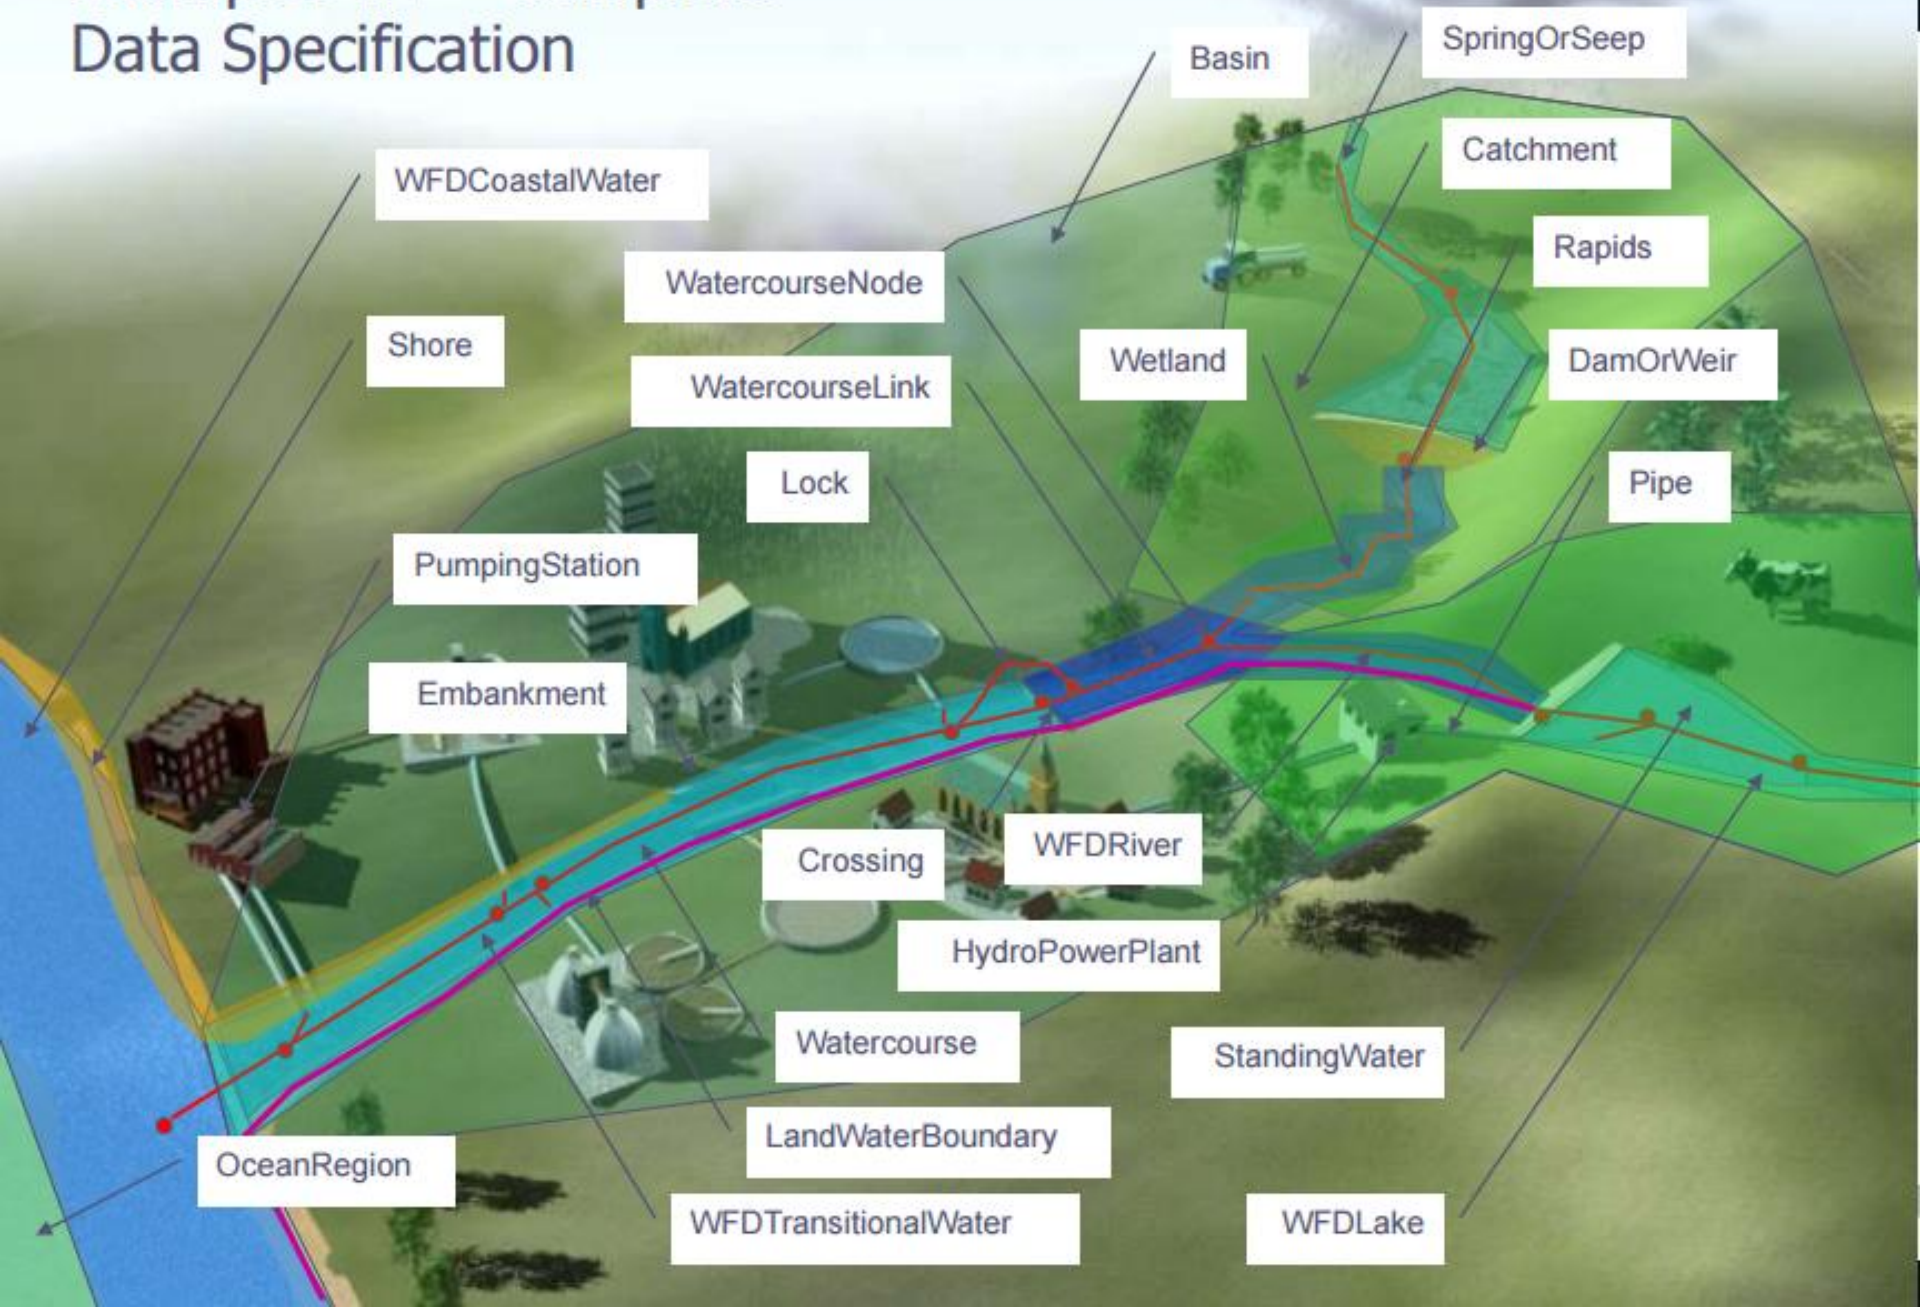 Data Specification
Basin
SpringOrSeep
Catchment
WFDCoastalWater
Rapids
WatercourseNode
Shore
Wetland
DamOrWeir
WatercourseLink
Lock
Pipe
PumpingStation
Embankment
Crossing
WFDRiver
HydroPowerPlant
Watercourse
StandingWater
LandWaterBoundary
OceanRegion
WFDTransitionalWater
WFDLake